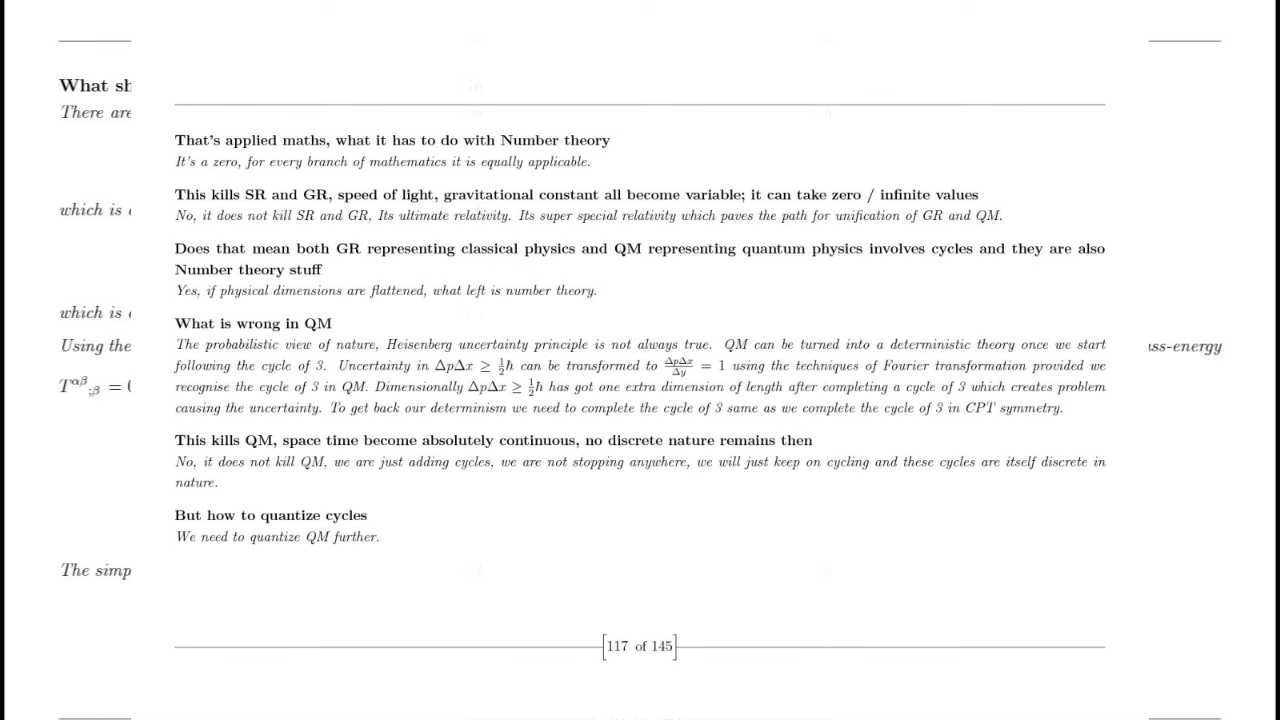 What sh
There are
which is
which is
Using the
ss-energy
T^{αβ}_{;β} =
The simp
That's applied maths, what it has to do with Number theory
It's a zero, for every branch of mathematics it is equally applicable.
This kills SR and GR, speed of light, gravitational constant all become variable; it can take zero / infinite values
No, it does not kill SR and GR, Its ultimate relativity. Its super special relativity which paves the path for unification of GR and QM.
Does that mean both GR representing classical physics and QM representing quantum physics involves cycles and they are also
Number theory stuff
Yes, if physical dimensions are flattened, what left is number theory.
What is wrong in QM
The probabilistic view of nature, Heisenberg uncertainty principle is not always true. QM can be turned into a deterministic theory once we start
following the cycle of 3. Uncertainty in ΔpΔx ≥ ½ħ can be transformed to ΔpΔx/Δy = 1 using the techniques of Fourier transformation provided we
recognise the cycle of 3 in QM. Dimensionally ΔpΔx ≥ ½ħ has got one extra dimension of length after completing a cycle of 3 which creates problem
causing the uncertainty. To get back our determinism we need to complete the cycle of 3 same as we complete the cycle of 3 in CPT symmetry.
This kills QM, space time become absolutely continuous, no discrete nature remains then
No, it does not kill QM, we are just adding cycles, we are not stopping anywhere, we will just keep on cycling and these cycles are itself discrete in
nature.
But how to quantize cycles
We need to quantize QM further.
117 of 145